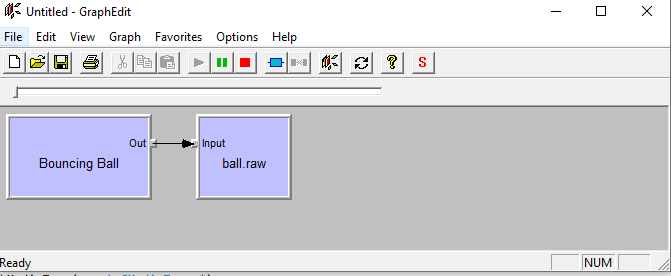 Untitled - GraphEdit
File Edit View Graph Favorites Options Help
S
Out Input
Bouncing Ball ball.raw
Ready NUM